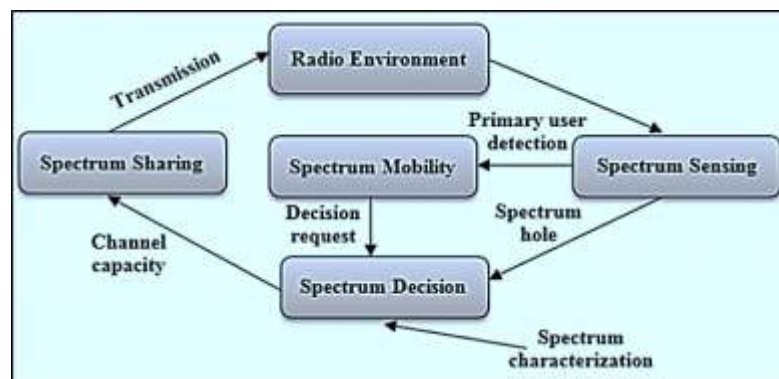 Radio Environment
Transmission
Primary user
detection
Spectrum Sharing
Spectrum Mobility
Spectrum Sensing
Decision
request
Spectrum
hole
Channel
capacity
Spectrum Decision
Spectrum
characterization